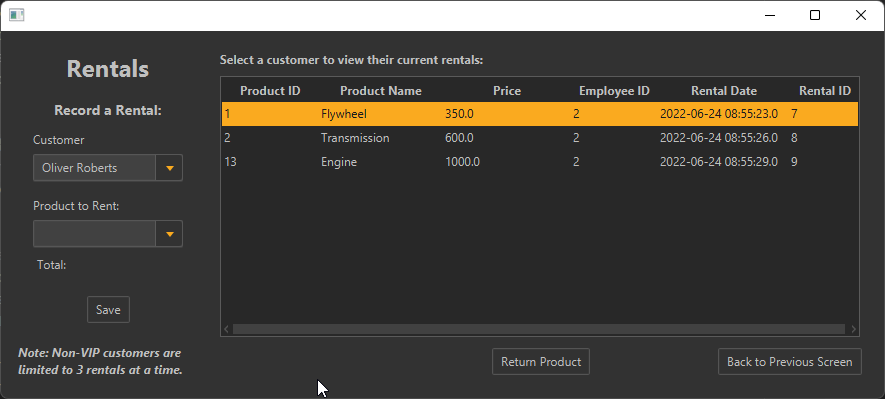 Rentals
Record a Rental:
Customer
Oliver Roberts
Product to Rent:
Total:
Save
Note: Non-VIP customers are
limited to 3 rentals at a time.
Select a customer to view their current rentals:
Product ID Product Name Price Employee ID Rental Date Rental ID
1 Flywheel 350.0 2 2022-06-24 08:55:23.0 7
2 Transmission 600.0 2 2022-06-24 08:55:26.0 8
13 Engine 1000.0 2 2022-06-24 08:55:29.0 9
Return Product
Back to Previous Screen